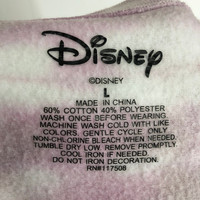 Disney
©DISNEY
L
MADE IN CHINA
60% COTTON 40% POLYESTER
WASH ONCE BEFORE WEARING.
MACHINE WASH COLD WITH LIKE
COLORS. GENTLE CYCLE ONLY
NON-CHLORINE BLEACH WHEN NEEDED.
TUMBLE DRY LOW. REMOVE PROMPTLY.
COOL IRON IF NEEDED.
DO NOT IRON DECORATION.
RN#117508